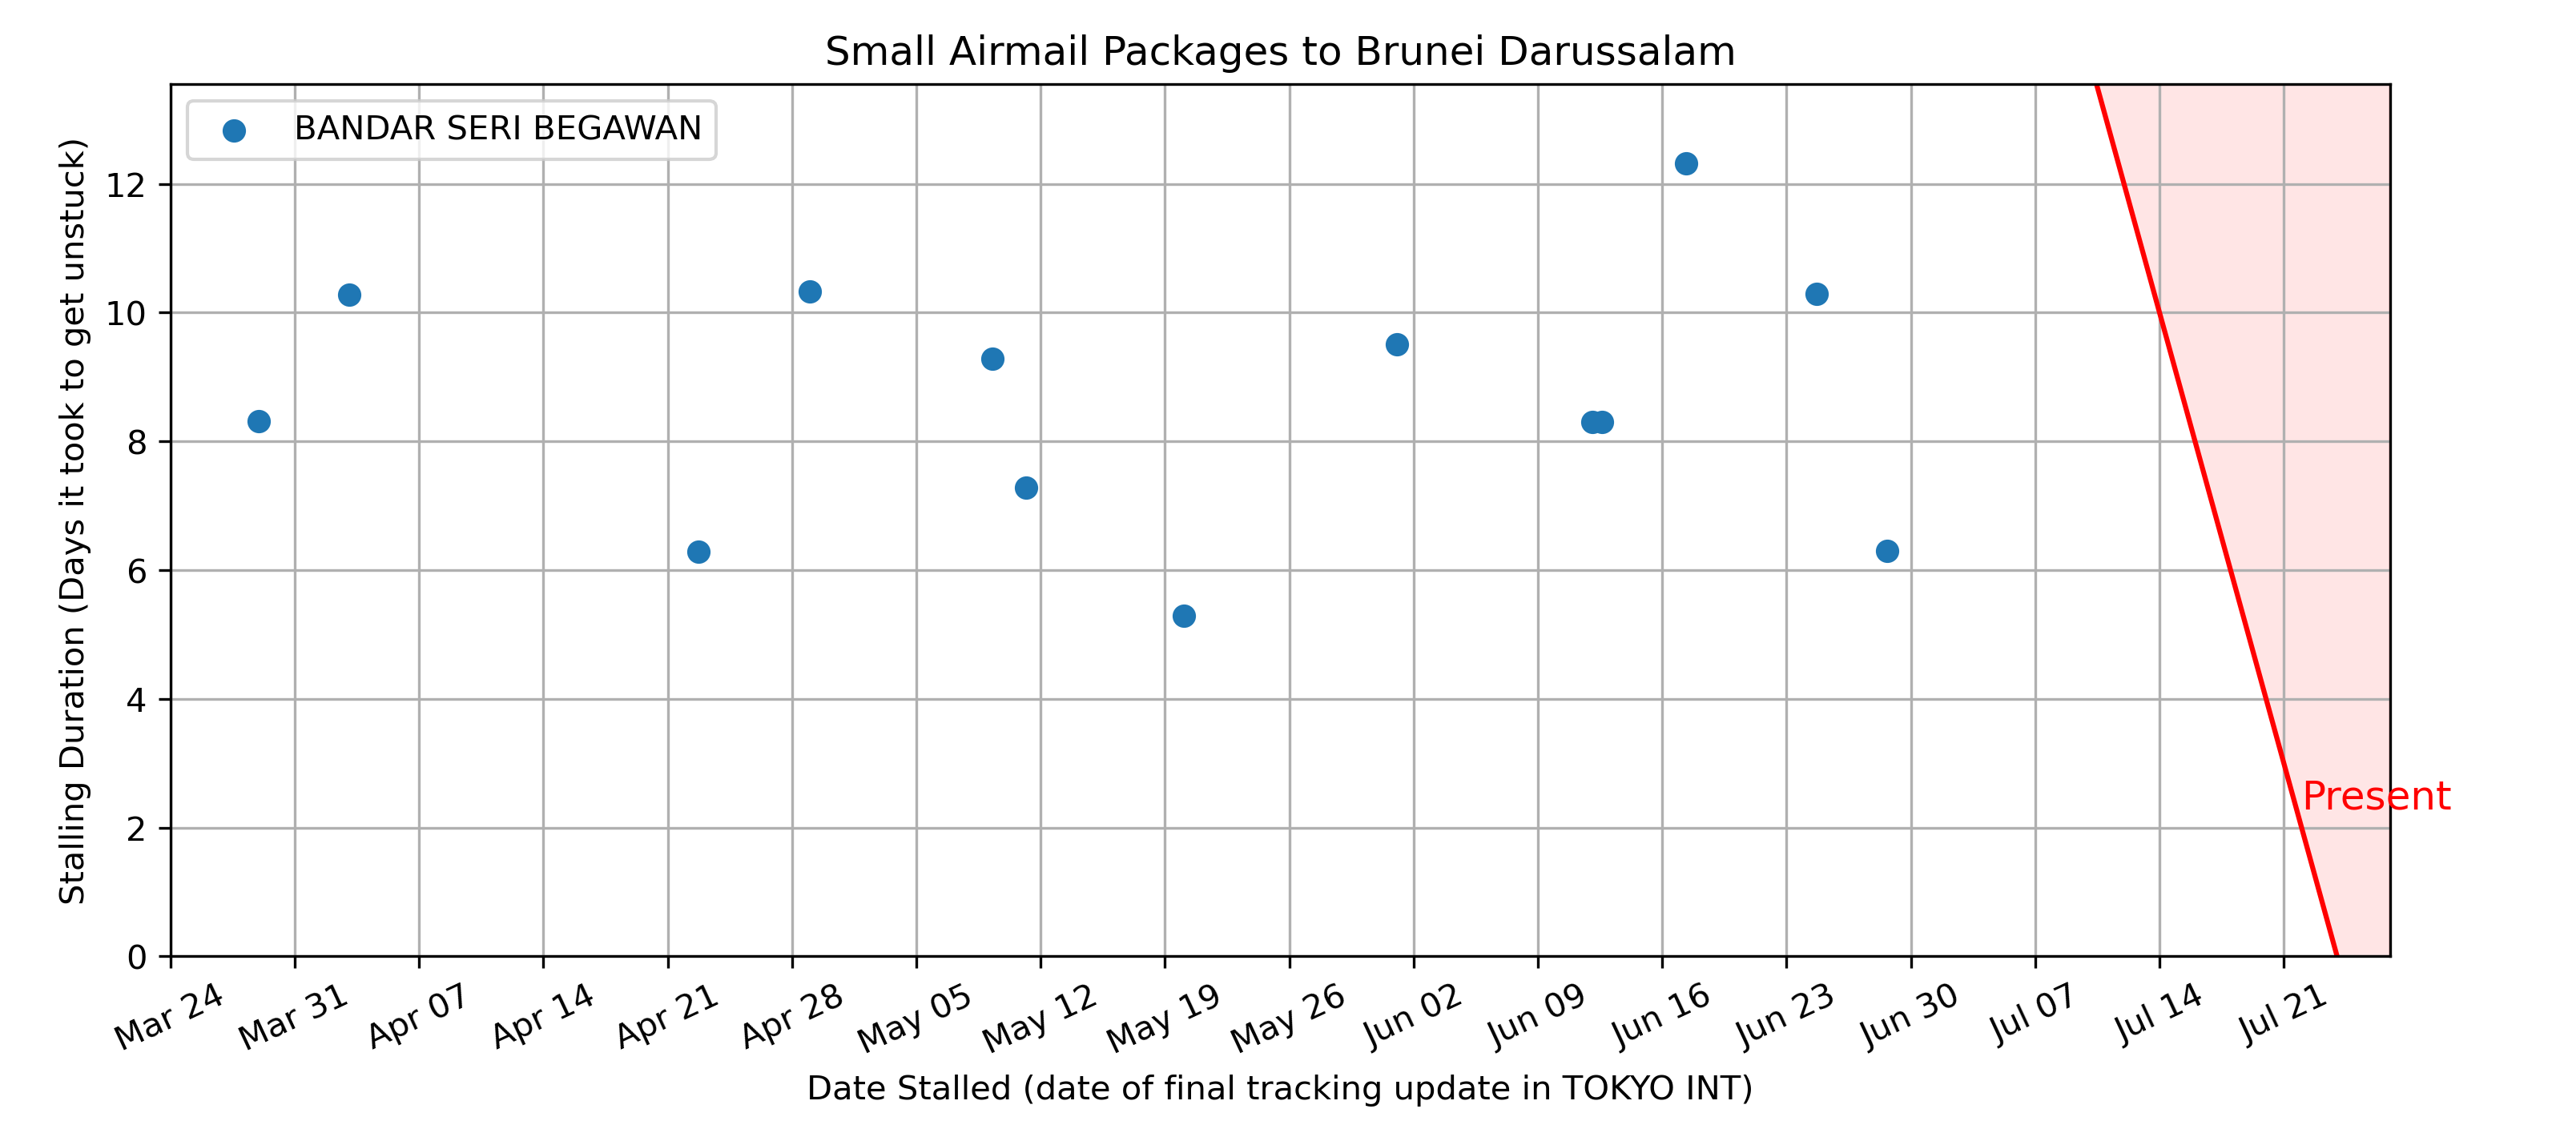 Small Airmail Packages to Brunei Darussalam
BANDAR SERI BEGAWAN
Stalling Duration (Days it took to get unstuck)
12
10
8
6
4
2
0
Present
Mar 24
Mar 31
Apr 07
Apr 14
Apr 21
Apr 28
May 05
May 12
May 19
May 26
Jun 02
Jun 09
Jun 16
Jun 23
Jun 30
Jul 07
Jul 14
Jul 21
Date Stalled (date of final tracking update in TOKYO INT)